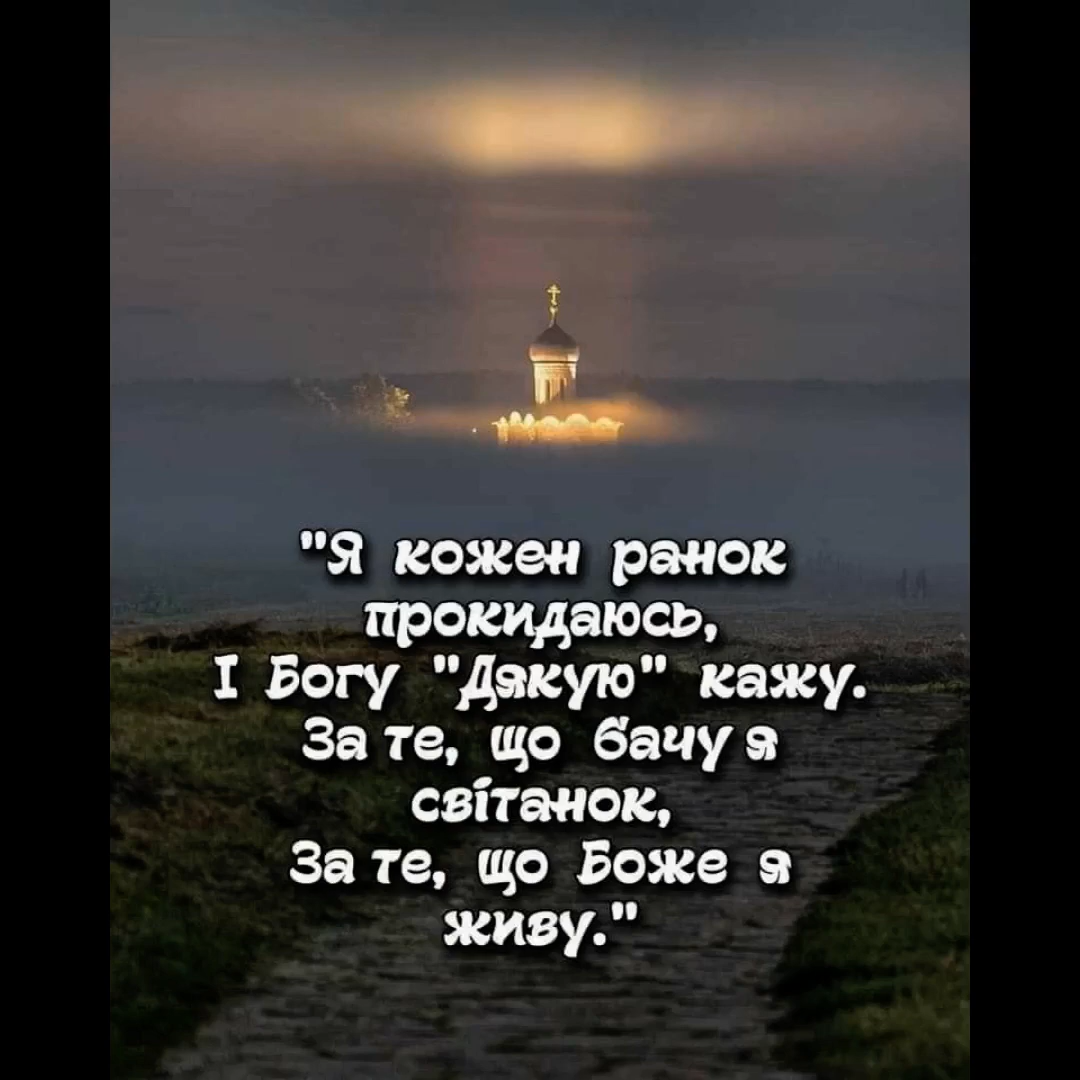 "Я кожен ранок
прокидаюсь,
І Богу "Дякую" кажу.
За те, що бачу я
світанок,
За те, що Боже я
живу."